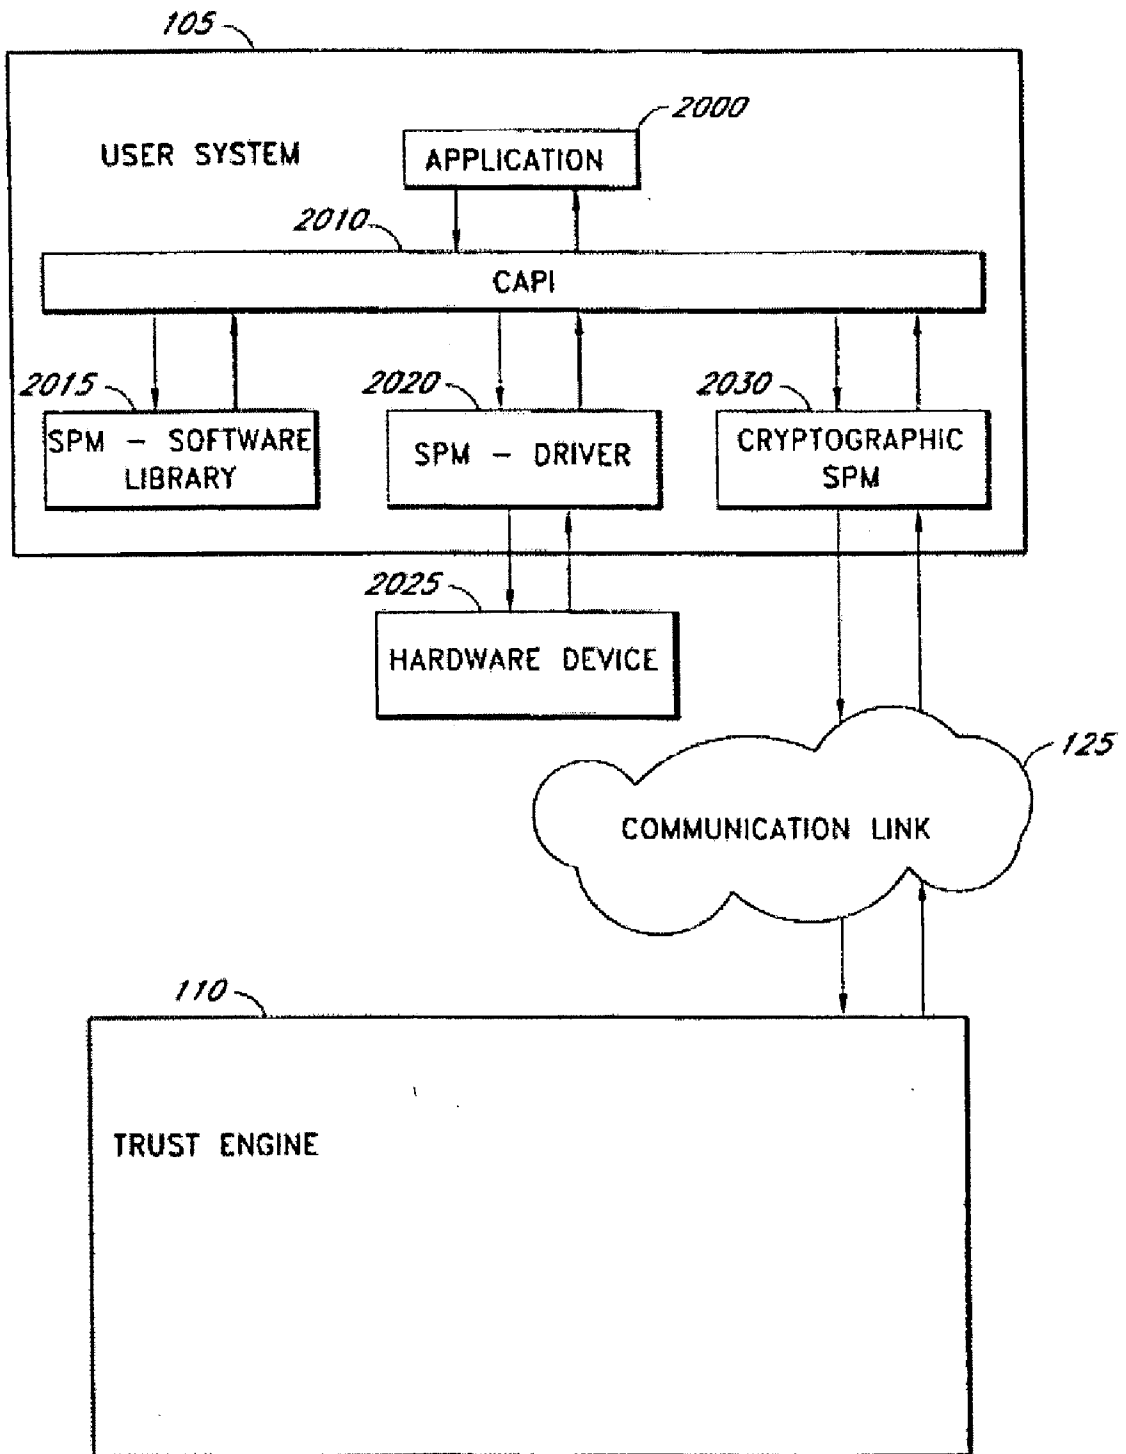 105
2000
USER SYSTEM
APPLICATION
2010
CAPI
2015
2020
2030
SPM - SOFTWARE
LIBRARY
SPM - DRIVER
CRYPTOGRAPHIC
SPM
2025
HARDWARE DEVICE
125
COMMUNICATION LINK
110
TRUST ENGINE